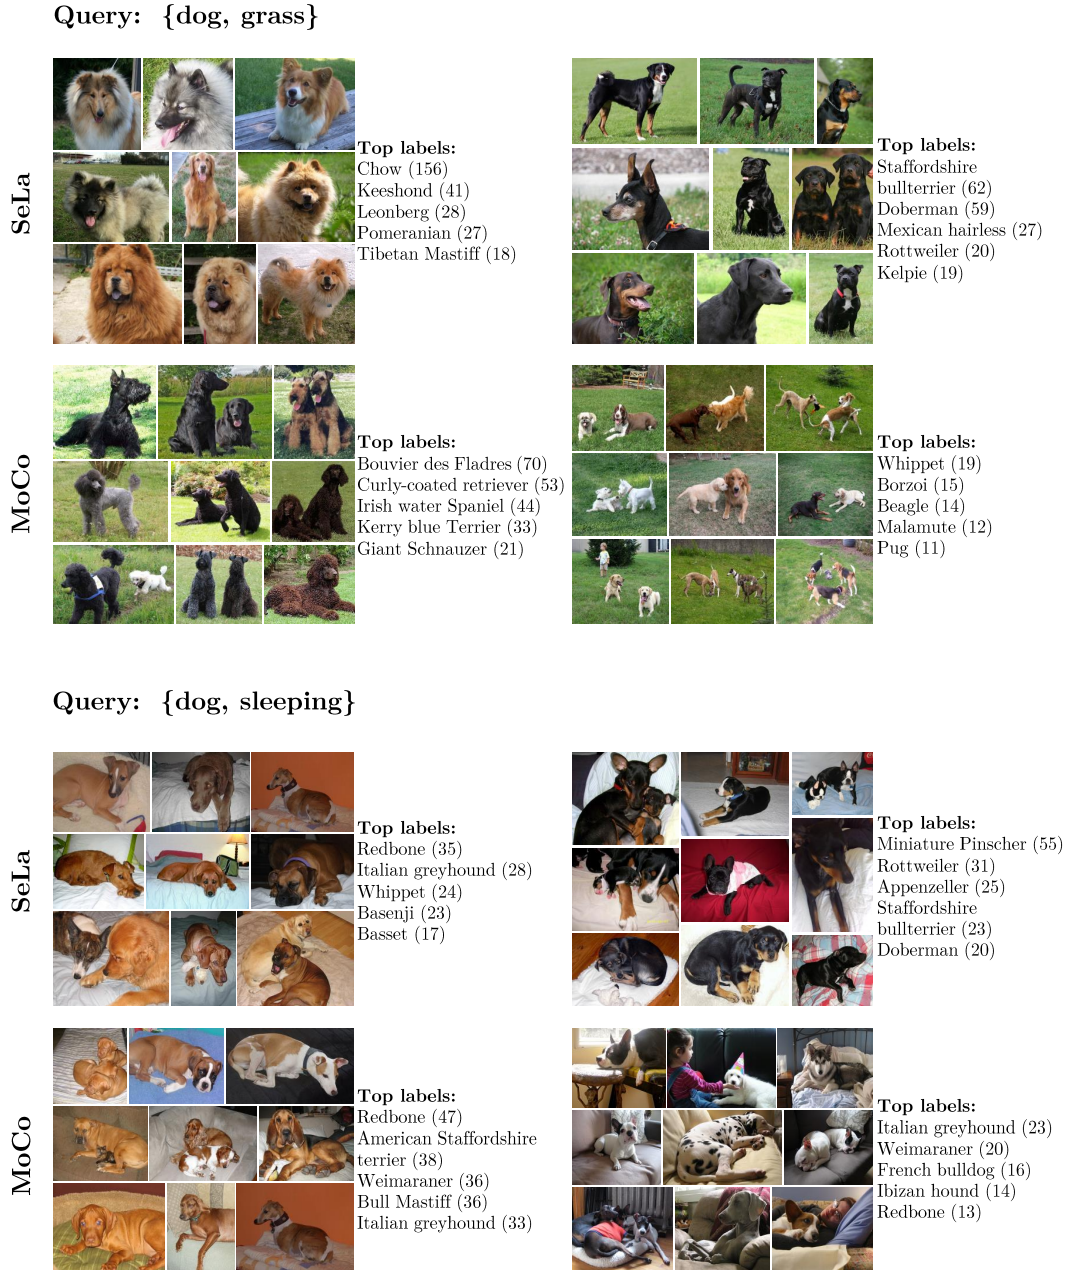 Query: {dog, grass}
SeLa
Top labels:
Chow (156)
Keeshond (41)
Leonberg (28)
Pomeranian (27)
Tibetan Mastiff (18)
Top labels:
Staffordshire
bullterrier (62)
Doberman (59)
Mexican hairless (27)
Rottweiler (20)
Kelpie (19)
MoCo
Top labels:
Bouvier des Fladres (70)
Curly-coated retriever (53)
Irish water Spaniel (44)
Kerry blue Terrier (33)
Giant Schnauzer (21)
Top labels:
Whippet (19)
Borzoi (15)
Beagle (14)
Malamute (12)
Pug (11)
Query: {dog, sleeping}
SeLa
Top labels:
Redbone (35)
Italian greyhound (28)
Whippet (24)
Basenji (23)
Basset (17)
Top labels:
Miniature Pinscher (55)
Rottweiler (31)
Appenzeller (25)
Staffordshire
bullterrier (23)
Doberman (20)
MoCo
Top labels:
Redbone (47)
American Staffordshire
terrier (38)
Weimaraner (36)
Bull Mastiff (36)
Italian greyhound (33)
Top labels:
Italian greyhound (23)
Weimaraner (20)
French bulldog (16)
Ibizan hound (14)
Redbone (13)